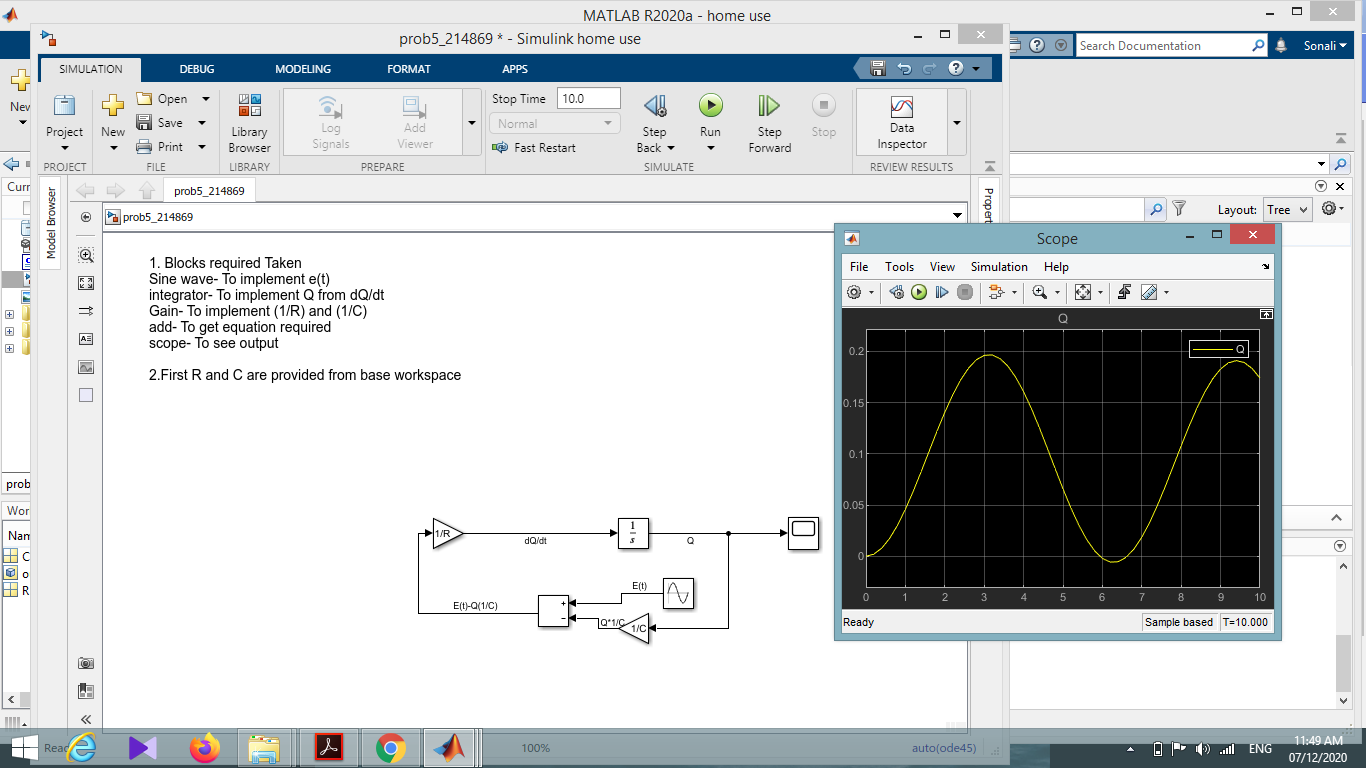 MATLAB R2020a - home use
prob5_214869 * - Simulink home use
Search Documentation
Sonali
SIMULATION
DEBUG
MODELING
FORMAT
APPS
New
Project
New
Open
Save
Print
Library
Browser
Log
Signals
Add
Viewer
Stop Time
10.0
Normal
Fast Restart
Step
Back
Run
Step
Forward
Stop
Data
Inspector
PROJECT
FILE
LIBRARY
PREPARE
SIMULATE
REVIEW RESULTS
Curr
Model Browser
prob5_214869
prob5_214869
Propert
Layout:
Tree
1. Blocks required Taken
Sine wave- To implement e(t)
integrator- To implement Q from dQ/dt
Gain- To implement (1/R) and (1/C)
add- To get equation required
scope- To see output
2.First R and C are provided from base workspace
1/R
dQ/dt
1
s
Q
E(t)
E(t)-Q(1/C)
+
−
Q*1/C
1/C
Scope
File
Tools
View
Simulation
Help
Q
Q
0.2
0.15
0.1
0.05
0
0
1
2
3
4
5
6
7
8
9
10
Ready
Sample based
T=10.000
prob
Wor
Nam
C
o
R
Rea
100%
auto(ode45)
ENG
11:49 AM
07/12/2020